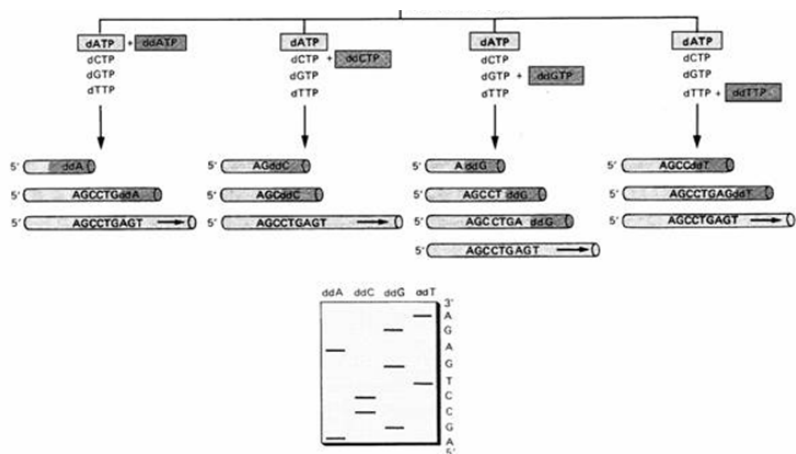 dATP + ddATP
dCTP
dGTP
dTTP
dATP
dCTP + ddCTP
dGTP
dTTP
dATP
dCTP
dGTP + ddGTP
dTTP
dATP
dCTP
dGTP
dTTP + ddTTP
5' ddA
5' AGCCTGddA
5' AGCCTGAGT
5' AGddC
5' AGCddC
5' AGCCTGAGT
5' A ddG
5' AGCCT ddG
5' AGCCTGA ddG
5' AGCCTGAGT
5' AGCCddT
5' AGCCTGAGddT
5' AGCCTGAGT
ddA ddC ddG ddT
3'
A
G
A
G
T
C
C
G
A
5'